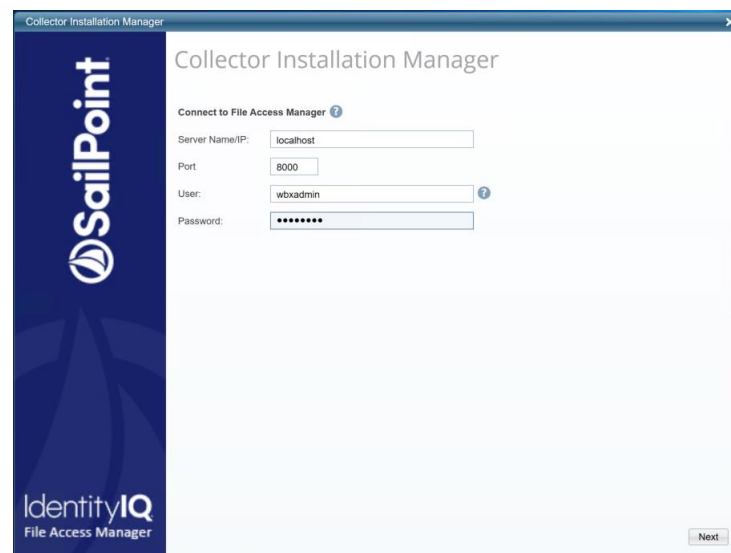 Collector Installation Manager
SailPoint
Collector Installation Manager
Connect to File Access Manager ?
Server Name/IP: localhost
Port 8000
User: wbxadmin ?
Password: ••••••••
IdentityIQ
File Access Manager
Next